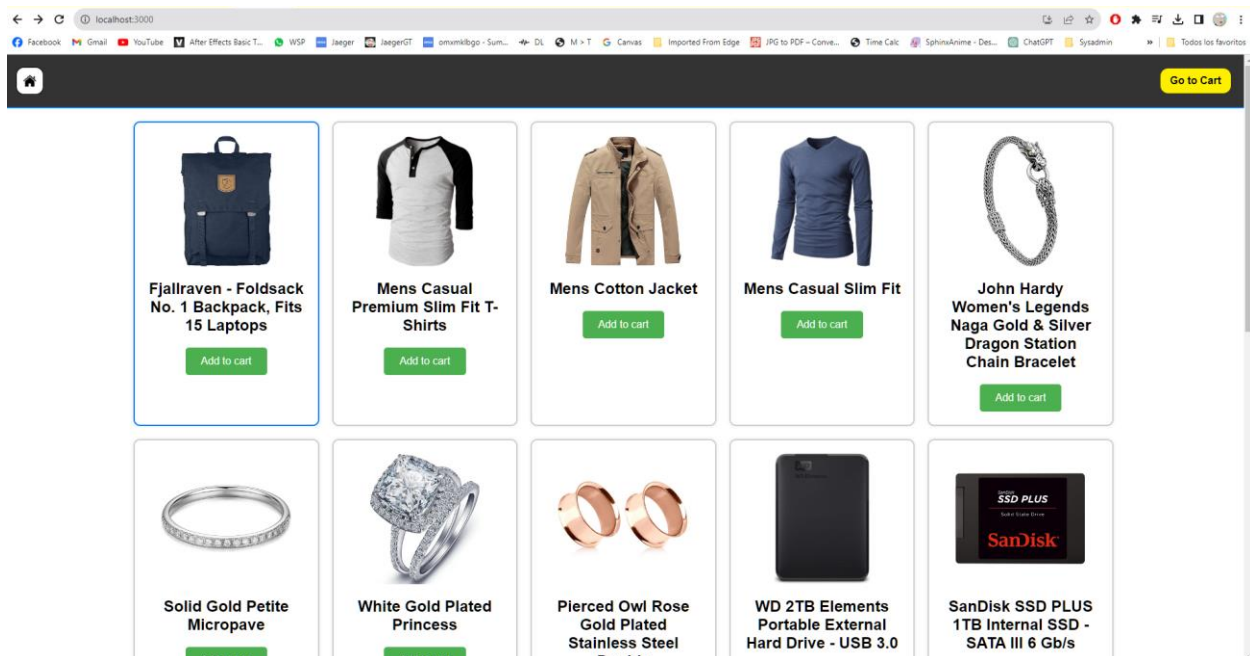 localhost:3000
Facebook Gmail YouTube After Effects Basic T... WSP Jaeger JaegerGT omxmklbgo - Sum... DL M > T Canvas Imported From Edge JPG to PDF – Conve... Time Calc SphinxAnime - Des... ChatGPT Sysadmin » Todos los favoritos
Go to Cart
Fjallraven - Foldsack
No. 1 Backpack, Fits
15 Laptops
Add to cart
Mens Casual
Premium Slim Fit T-
Shirts
Add to cart
Mens Cotton Jacket
Add to cart
Mens Casual Slim Fit
Add to cart
John Hardy
Women's Legends
Naga Gold & Silver
Dragon Station
Chain Bracelet
Add to cart
Solid Gold Petite
Micropave
White Gold Plated
Princess
Pierced Owl Rose
Gold Plated
Stainless Steel
WD 2TB Elements
Portable External
Hard Drive - USB 3.0
SanDisk
SSD PLUS
Solid State Drive
SanDisk
SanDisk SSD PLUS
1TB Internal SSD -
SATA III 6 Gb/s